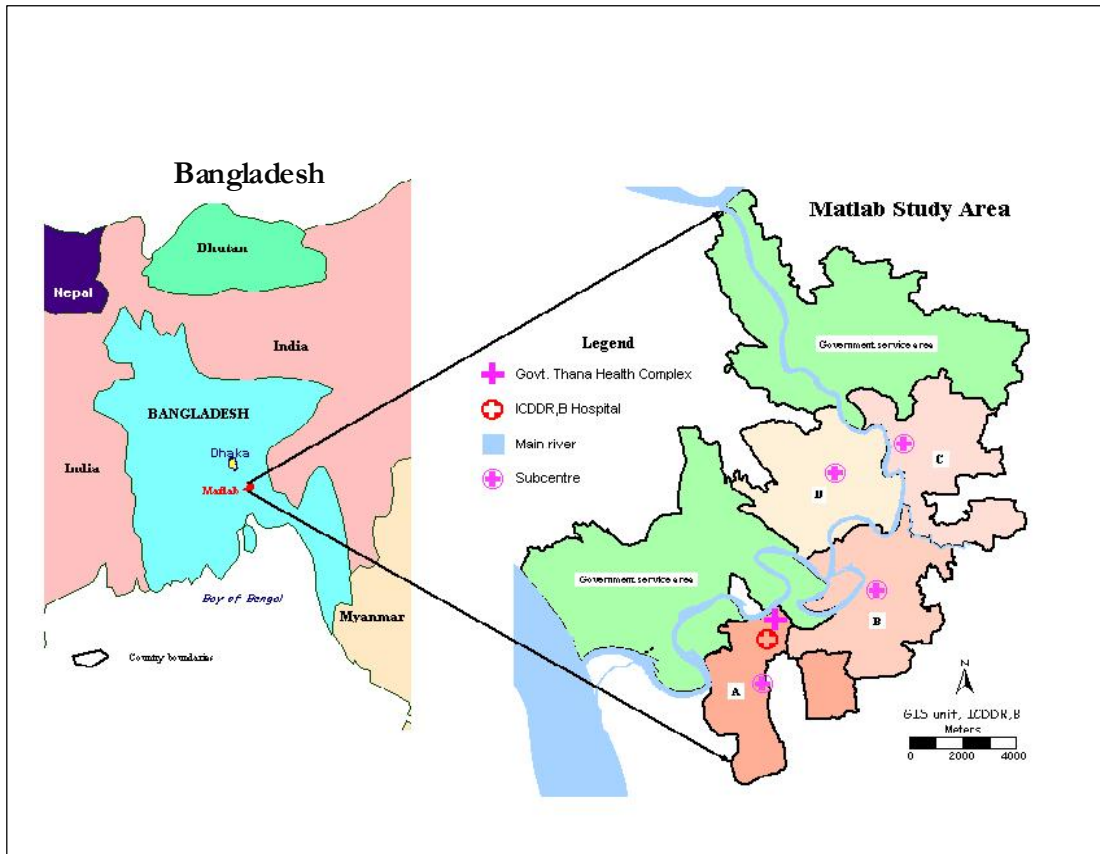 Bangladesh
Dhutan
Nepal
India
BANGLADESH
Dhaka
India
Matlab
Bay of Bengal
Myanmar
Country boundaries
Matlab Study Area
Legend
Govt. Thana Health Complex
ICDDR,B Hospital
Main river
Subcentre
Government service area
C
D
Government service area
B
A
N
GIS unit, ICDDR,B
Meters
0 2000 4000